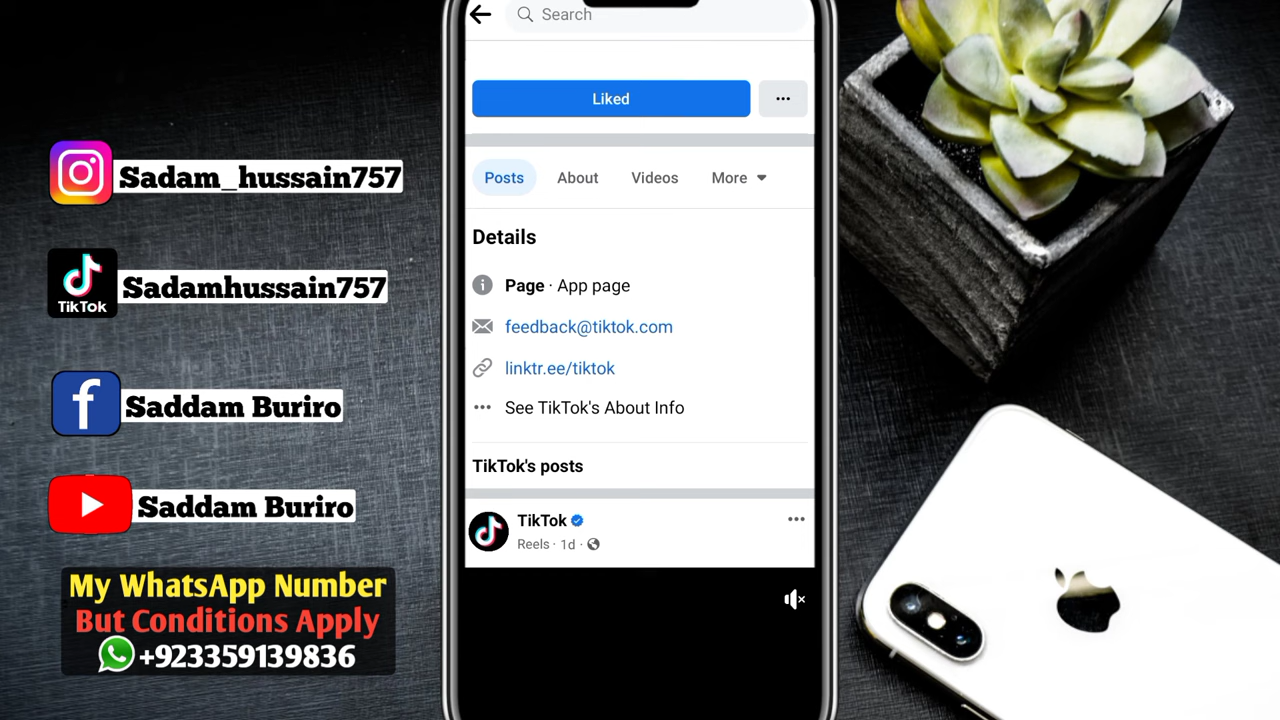 Sadam_hussain757
TikTok
Sadamhussain757
Saddam Buriro
Saddam Buriro
My WhatsApp Number
But Conditions Apply
+923359139836
Search
Liked
Posts About Videos More
Details
Page · App page
feedback@tiktok.com
linktr.ee/tiktok
See TikTok's About Info
TikTok's posts
TikTok
Reels · 1d ·